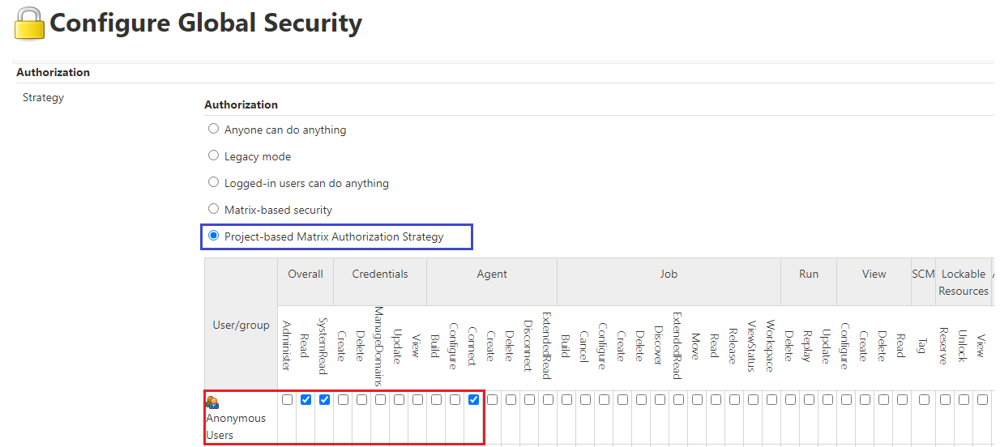 Configure Global Security
Authorization
Strategy
Authorization
Anyone can do anything
Legacy mode
Logged-in users can do anything
Matrix-based security
Project-based Matrix Authorization Strategy
User/group
Overall
Credentials
Agent
Job
Run
View
SCM
Lockable
Resources
Administer
Read
SystemRead
Create
Delete
ManageDomains
Update
View
Build
Configure
Connect
Create
Delete
Disconnect
ExtendedRead
Build
Cancel
Configure
Create
Delete
Discover
ExtendedRead
Move
Read
Release
ViewStatus
Workspace
Delete
Replay
Update
Configure
Create
Delete
Read
Tag
Reserve
Unlock
View
Anonymous
Users